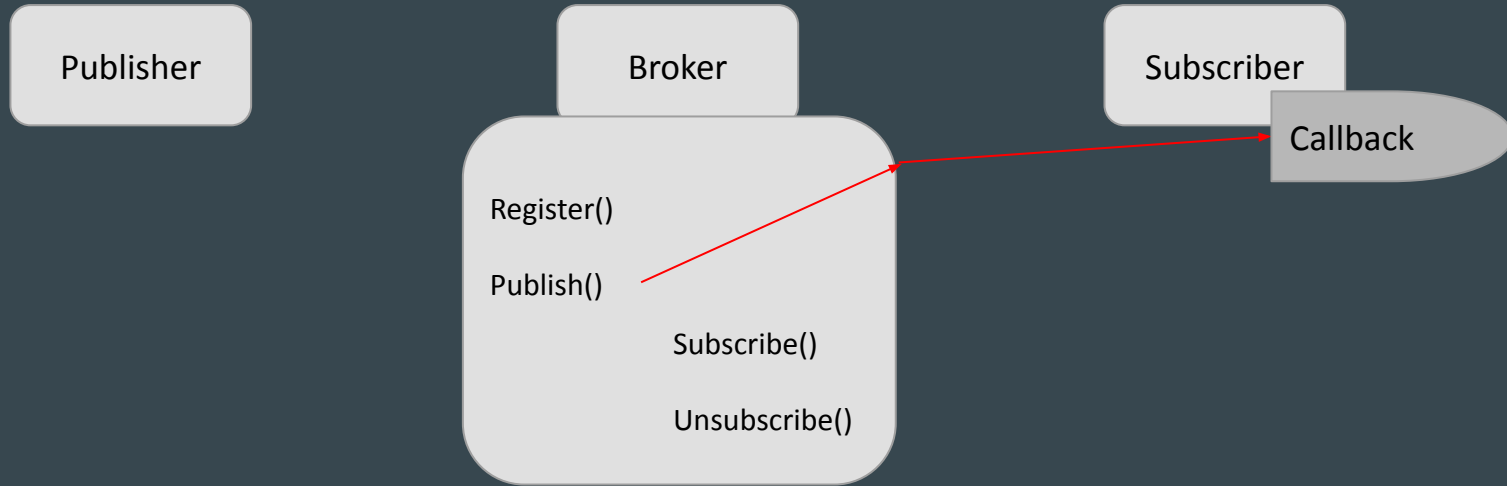 Publisher
Broker
Subscriber
Callback
Register()
Publish()
Subscribe()
Unsubscribe()